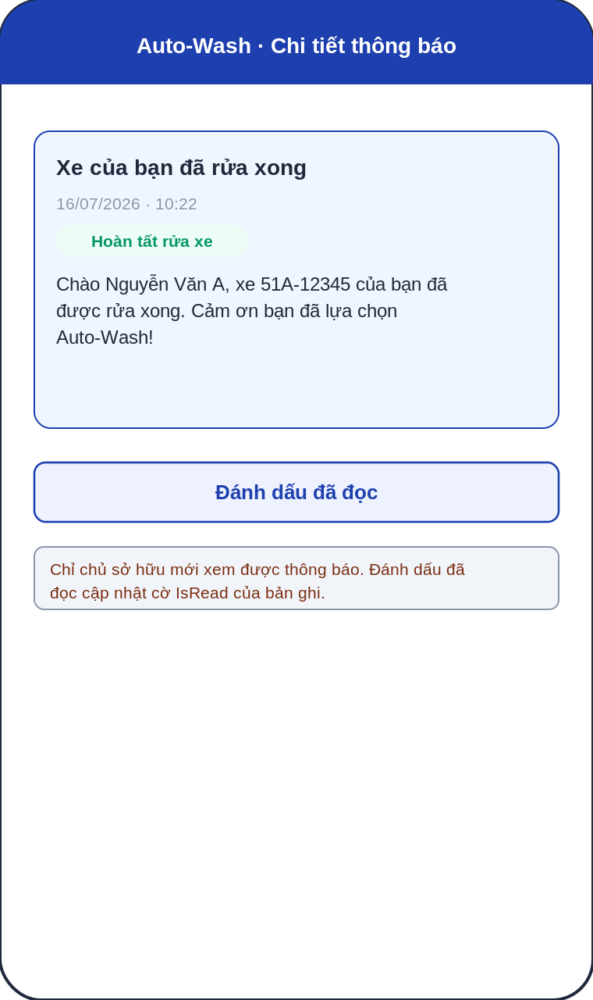 Auto-Wash · Chi tiết thông báo
Xe của bạn đã rửa xong
16/07/2026 · 10:22
Hoàn tất rửa xe
Chào Nguyễn Văn A, xe 51A-12345 của bạn đã
được rửa xong. Cảm ơn bạn đã lựa chọn
Auto-Wash!
Đánh dấu đã đọc
Chỉ chủ sở hữu mới xem được thông báo. Đánh dấu đã
đọc cập nhật cờ IsRead của bản ghi.